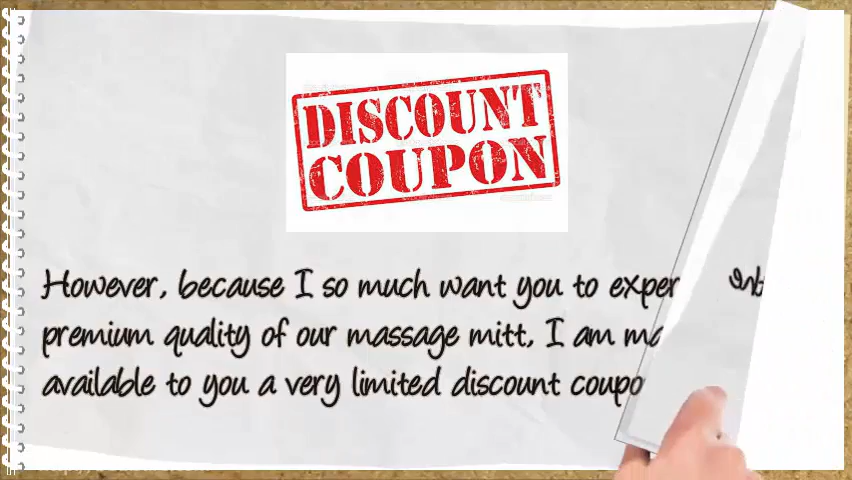 DISCOUNT
COUPON
However, because I so much want you to exper
premium quality of our massage mitt, I am ma
available to you a very limited discount coupo